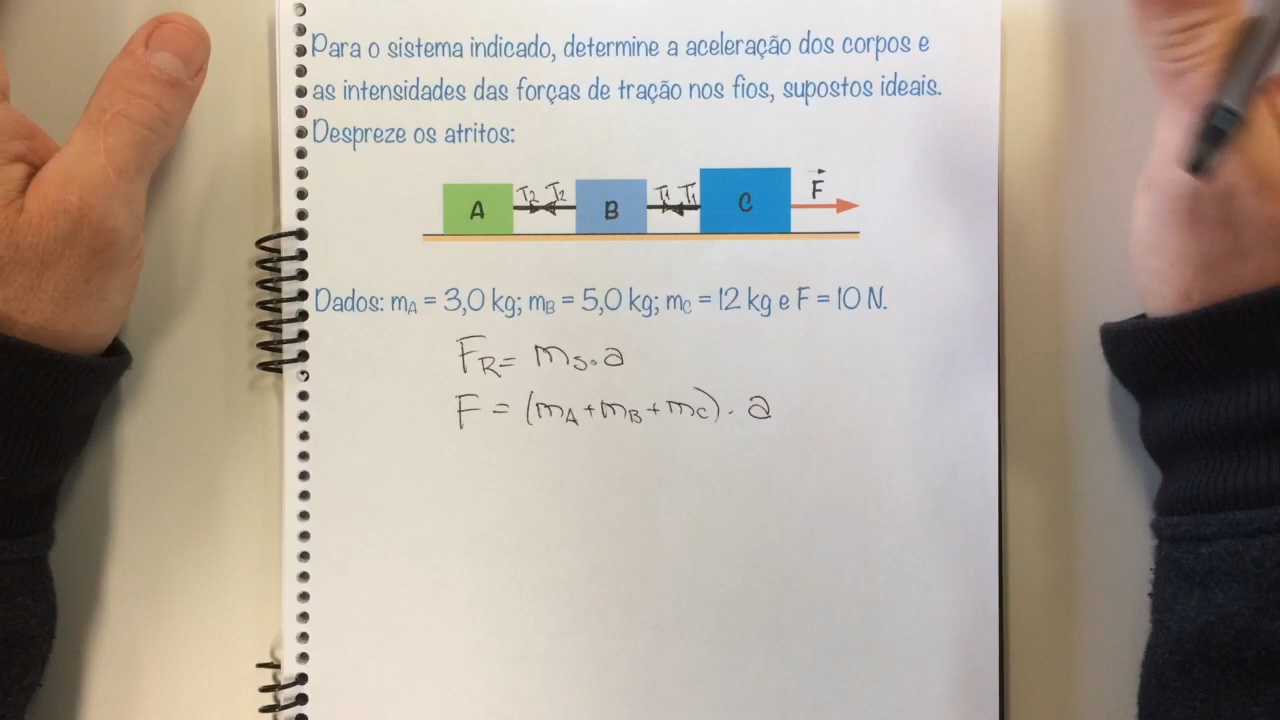 Para o sistema indicado, determine a aceleração dos corpos e
as intensidades das forças de tração nos fios, supostos ideais.
Despreze os atritos:
A T2 T2 B T1 T1 C F
Dados: mA = 3,0 kg; mB = 5,0 kg; mC = 12 kg e F = 10 N.
FR = mS . a
F = (mA + mB + mC) . a